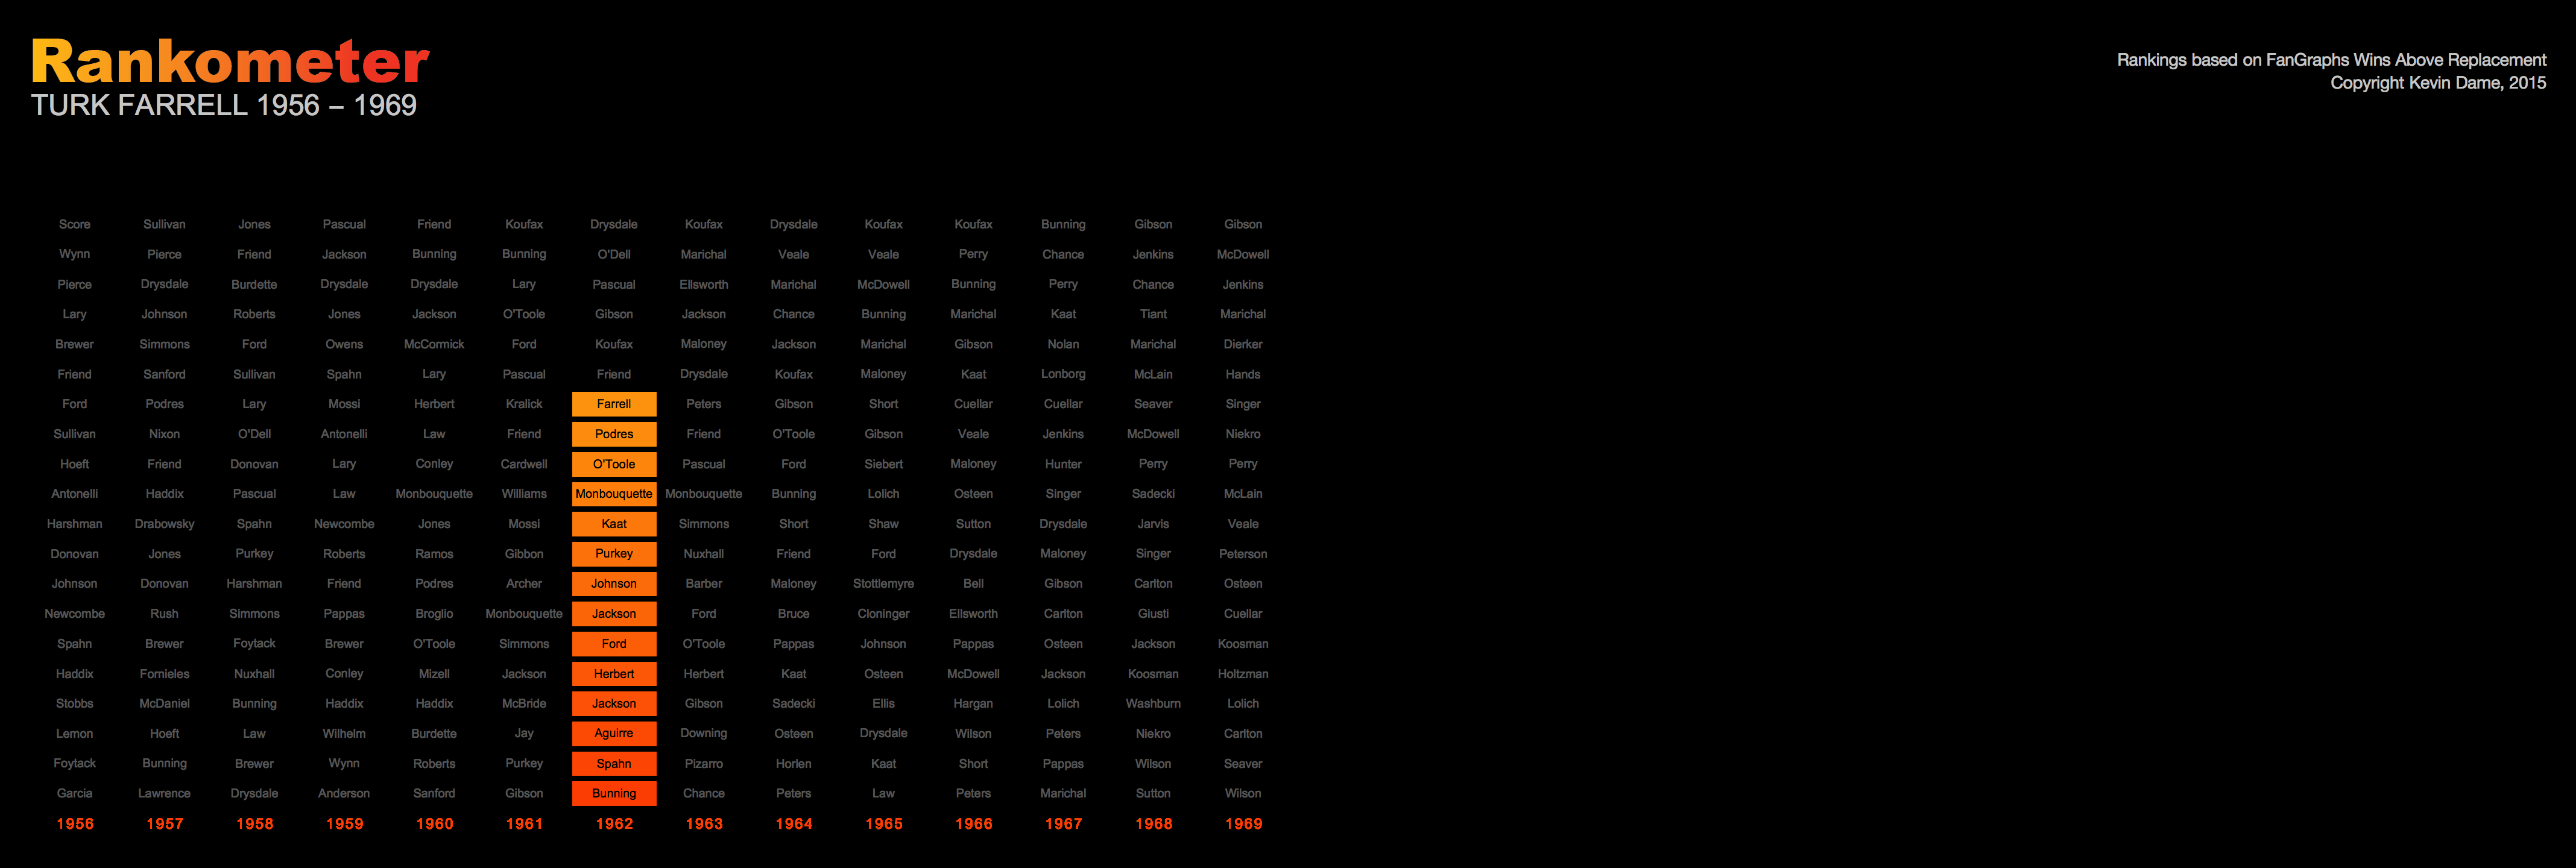 Rankometer
TURK FARRELL 1956 – 1969
Rankings based on FanGraphs Wins Above Replacement
Copyright Kevin Dame, 2015
Score Sullivan Jones Pascual Friend Koufax Drysdale Koufax Drysdale Koufax Koufax Bunning Gibson Gibson
Wynn Pierce Friend Jackson Bunning Bunning O'Dell Marichal Veale Veale Perry Chance Jenkins McDowell
Pierce Drysdale Burdette Drysdale Drysdale Lary Pascual Ellsworth Marichal McDowell Bunning Perry Chance Jenkins
Lary Johnson Roberts Jones Jackson O'Toole Gibson Jackson Chance Bunning Marichal Kaat Tiant Marichal
Brewer Simmons Ford Owens McCormick Ford Koufax Maloney Jackson Marichal Gibson Nolan Marichal Dierker
Friend Sanford Sullivan Spahn Lary Pascual Friend Drysdale Koufax Maloney Kaat Lonborg McLain Hands
Ford Podres Lary Mossi Herbert Kralick Farrell Peters Gibson Short Cuellar Cuellar Seaver Singer
Sullivan Nixon O'Dell Antonelli Law Friend Podres Friend O'Toole Gibson Veale Jenkins McDowell Niekro
Hoeft Friend Donovan Lary Conley Cardwell O'Toole Pascual Ford Siebert Maloney Hunter Perry Perry
Antonelli Haddix Pascual Law Monbouquette Williams Monbouquette Monbouquette Bunning Lolich Osteen Singer Sadecki McLain
Harshman Drabowsky Spahn Newcombe Jones Mossi Kaat Simmons Short Shaw Sutton Drysdale Jarvis Veale
Donovan Jones Purkey Roberts Ramos Gibbon Purkey Nuxhall Friend Ford Drysdale Maloney Singer Peterson
Johnson Donovan Harshman Friend Podres Archer Johnson Barber Maloney Stottlemyre Bell Gibson Carlton Osteen
Newcombe Rush Simmons Pappas Broglio Monbouquette Jackson Ford Bruce Cloninger Ellsworth Carlton Giusti Cuellar
Spahn Brewer Foytack Brewer O'Toole Simmons Ford O'Toole Pappas Johnson Pappas Osteen Jackson Koosman
Haddix Fornieles Nuxhall Conley Mizell Jackson Herbert Herbert Kaat Osteen McDowell Jackson Koosman Holtzman
Stobbs McDaniel Bunning Haddix Haddix McBride Jackson Gibson Sadecki Ellis Hargan Lolich Washburn Lolich
Lemon Hoeft Law Wilhelm Burdette Jay Aguirre Downing Osteen Drysdale Wilson Peters Niekro Carlton
Foytack Bunning Brewer Wynn Roberts Purkey Spahn Pizarro Horlen Kaat Short Pappas Wilson Seaver
Garcia Lawrence Drysdale Anderson Sanford Gibson Bunning Chance Peters Law Peters Marichal Sutton Wilson
1956 1957 1958 1959 1960 1961 1962 1963 1964 1965 1966 1967 1968 1969